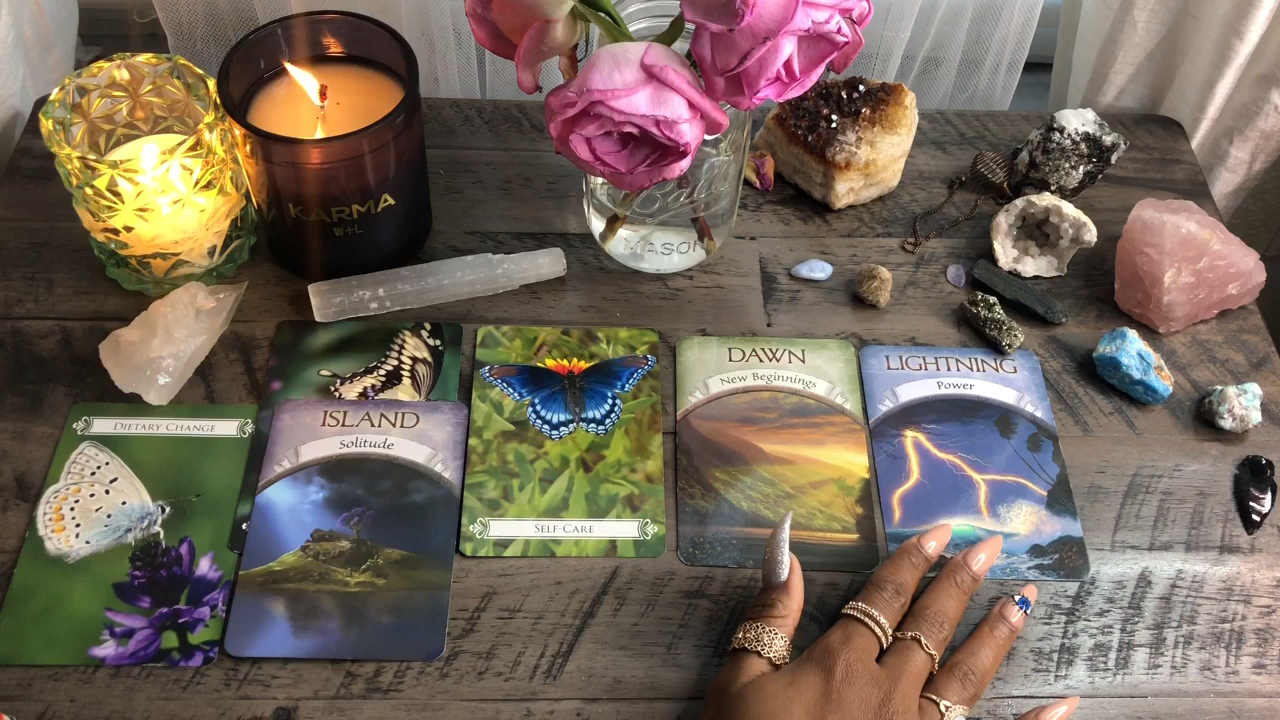 KARMA
W+L
MASON
DIETARY CHANGE
ISLAND
Solitude
SELF-CARE
DAWN
New Beginnings
LIGHTNING
Power